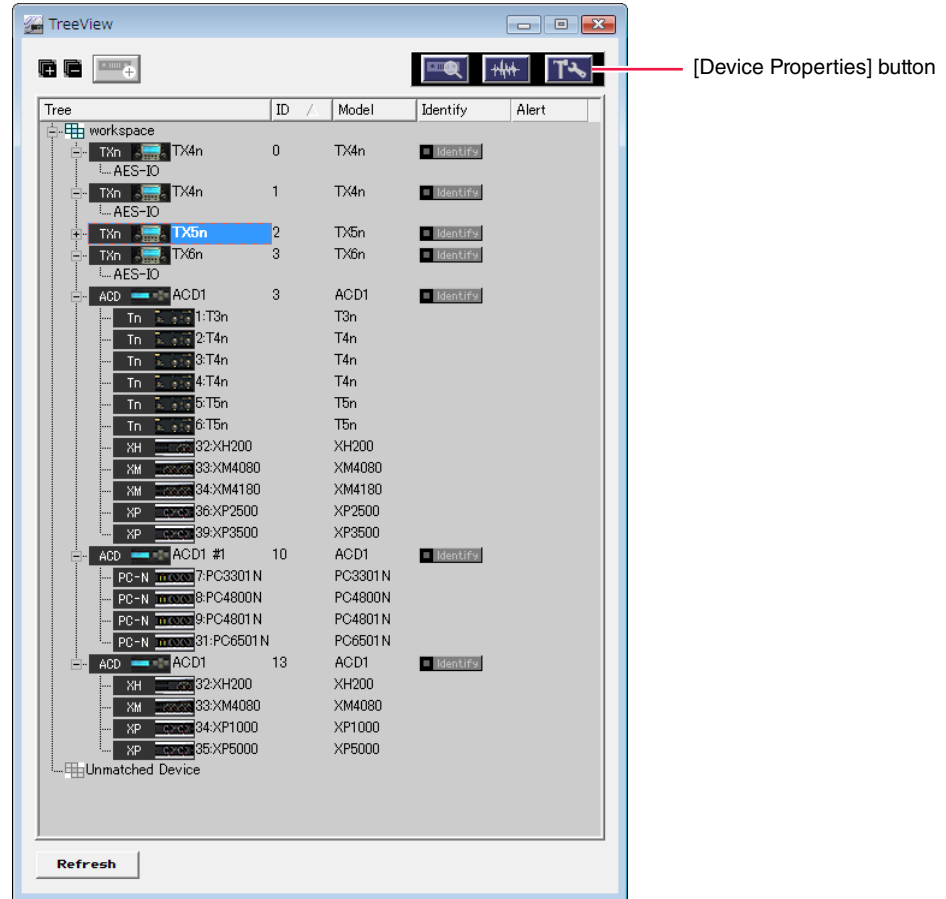 TreeView
[Device Properties] button
Tree ID Model Identify Alert
workspace
TXn TX4n 0 TX4n Identify
AES-IO
TXn TX4n 1 TX4n Identify
AES-IO
TXn TX5n 2 TX5n Identify
TXn TX6n 3 TX6n Identify
AES-IO
ACD ACD1 3 ACD1 Identify
Tn 1:T3n T3n
Tn 2:T4n T4n
Tn 3:T4n T4n
Tn 4:T4n T4n
Tn 5:T5n T5n
Tn 6:T5n T5n
XH 32:XH200 XH200
XM 33:XM4080 XM4080
XM 34:XM4180 XM4180
XP 36:XP2500 XP2500
XP 39:XP3500 XP3500
ACD ACD1 #1 10 ACD1 Identify
PC-N 7:PC3301N PC3301N
PC-N 8:PC4800N PC4800N
PC-N 9:PC4801N PC4801N
PC-N 31:PC6501N PC6501N
ACD ACD1 13 ACD1 Identify
XH 32:XH200 XH200
XM 33:XM4080 XM4080
XP 34:XP1000 XP1000
XP 35:XP5000 XP5000
Unmatched Device
Refresh